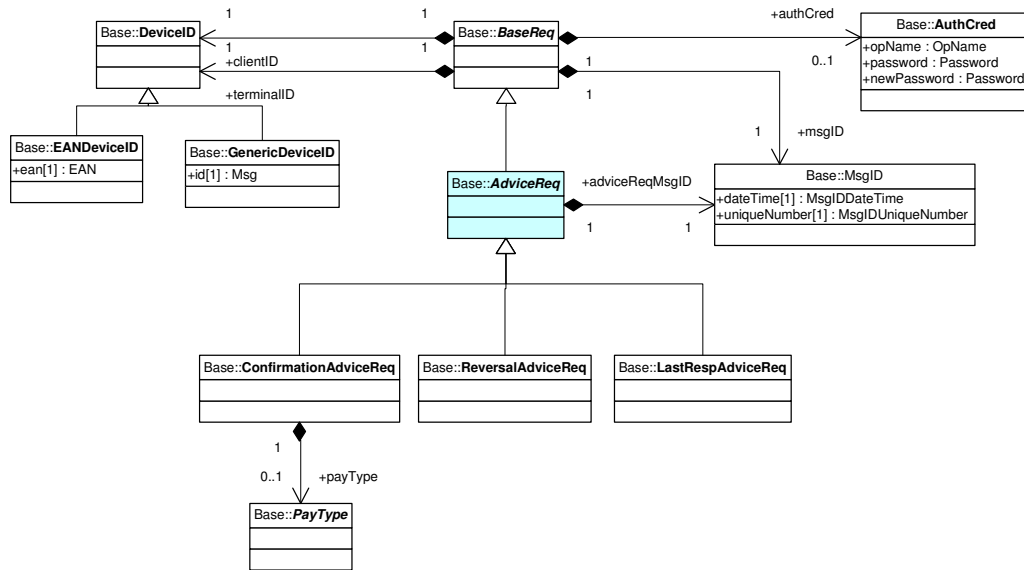 1
1
+authCred
Base::DeviceID
Base::BaseReq
Base::AuthCred
1
1
+opName : OpName
+clientID
1
0..1
+password : Password
+newPassword : Password
+terminalID
1
1
+msgID
Base::EANDeviceID
+ean[1] : EAN
Base::GenericDeviceID
+id[1] : Msg
Base::AdviceReq
+adviceReqMsgID
1
1
Base::MsgID
+dateTime[1] : MsgIDDateTime
+uniqueNumber[1] : MsgIDUniqueNumber
Base::ConfirmationAdviceReq
Base::ReversalAdviceReq
Base::LastRespAdviceReq
1
0..1
+payType
Base::PayType